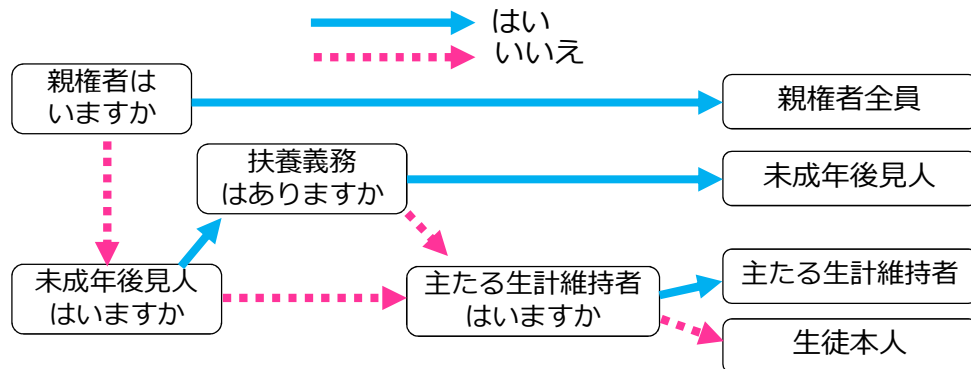 はい
いいえ
親権者は
いますか
親権者全員
扶養義務
はありますか
未成年後見人
未成年後見人
はいますか
主たる生計維持者
はいますか
主たる生計維持者
生徒本人